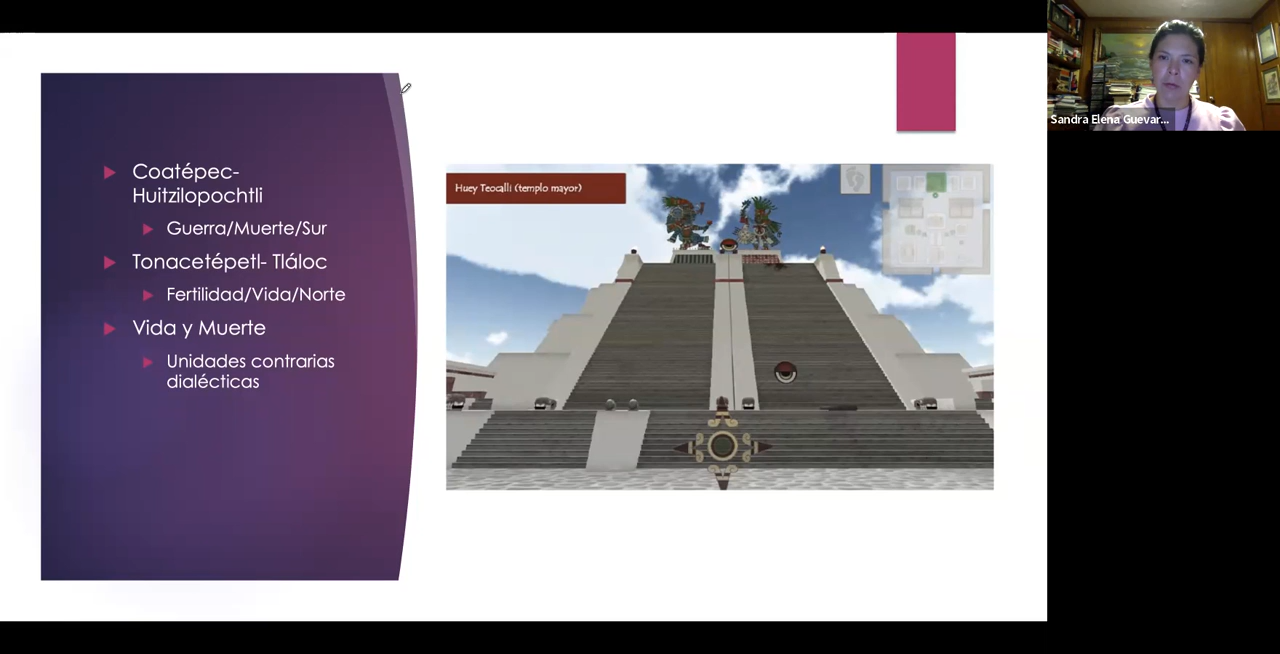 Coatépec-
Huitzilopochtli
Guerra/Muerte/Sur
Tonacetépetl- Tláloc
Fertilidad/Vida/Norte
Vida y Muerte
Unidades contrarias
dialécticas
Huey Teocalli (templo mayor)
Sandra Elena Guevar...